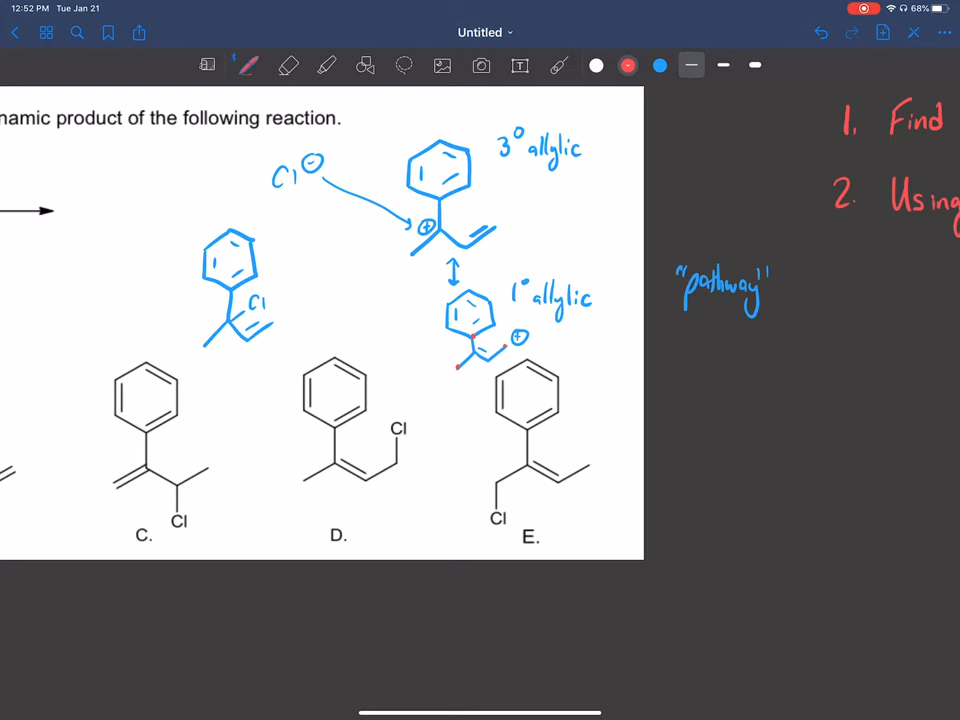 12:52 PM Tue Jan 21
68%
Untitled
namic product of the following reaction.
1. Find
2. Using
3° allylic
Cl⊖
⊕
"pathway"
1° allylic
Cl
⊕
Cl
Cl
Cl
C.
D.
E.